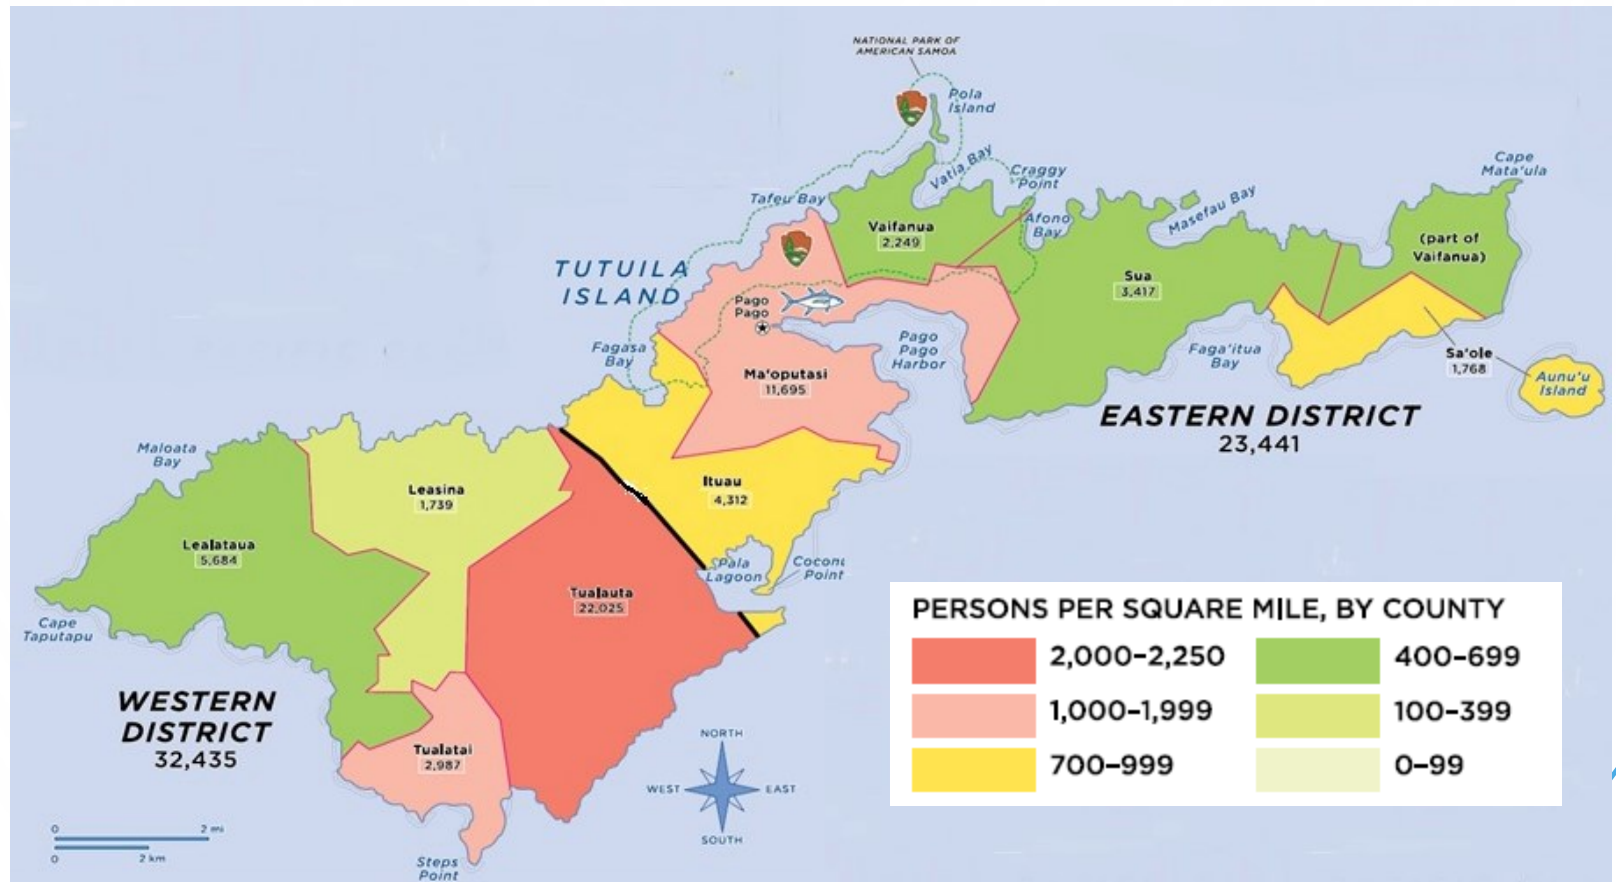 NATIONAL PARK OF
AMERICAN SAMOA
Pola
Island
Vatia Bay
Craggy
Point
Cape
Mata'ula
Tafeu Bay
Masefau Bay
Afono
Bay
Vaifanua
2,249
(part of
Vaifanua)
TUTUILA
ISLAND
Sua
3,417
Pago
Pago
Fagasa
Bay
Pago
Pago
Harbor
Faga'itua
Bay
Sa'ole
1,768
Aunu'u
Island
Ma'oputasi
11,695
EASTERN DISTRICT
23,441
Maloata
Bay
Leasina
1,739
Ituau
4,312
Lealataua
5,684
Pala
Lagoon
Coconu
Point
Tualauta
22,025
Cape
Taputapu
PERSONS PER SQUARE MILE, BY COUNTY
2,000–2,250
400–699
1,000–1,999
100–399
700–999
0–99
WESTERN
DISTRICT
32,435
Tualatai
2,987
NORTH
WEST
EAST
SOUTH
0
2 mi
0
2 km
Steps
Point